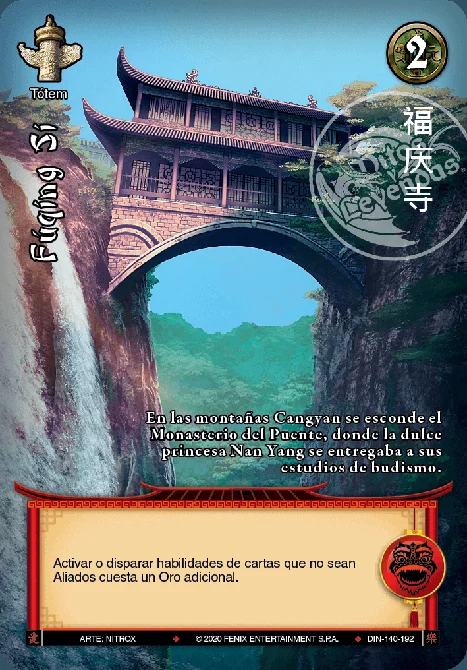 2
Tótem
Fúqìng Sì
福庆寺
En las montañas Cangyan se esconde el
Monasterio del Puente, donde la dulce
princesa Nan Yang se entregaba a sus
estudios de budismo.
Activar o disparar habilidades de cartas que no sean
Aliados cuesta un Oro adicional.
ARTE: NITROX ◆ © 2020 FENIX ENTERTAINMENT S.P.A. ◆ DIN-140-192